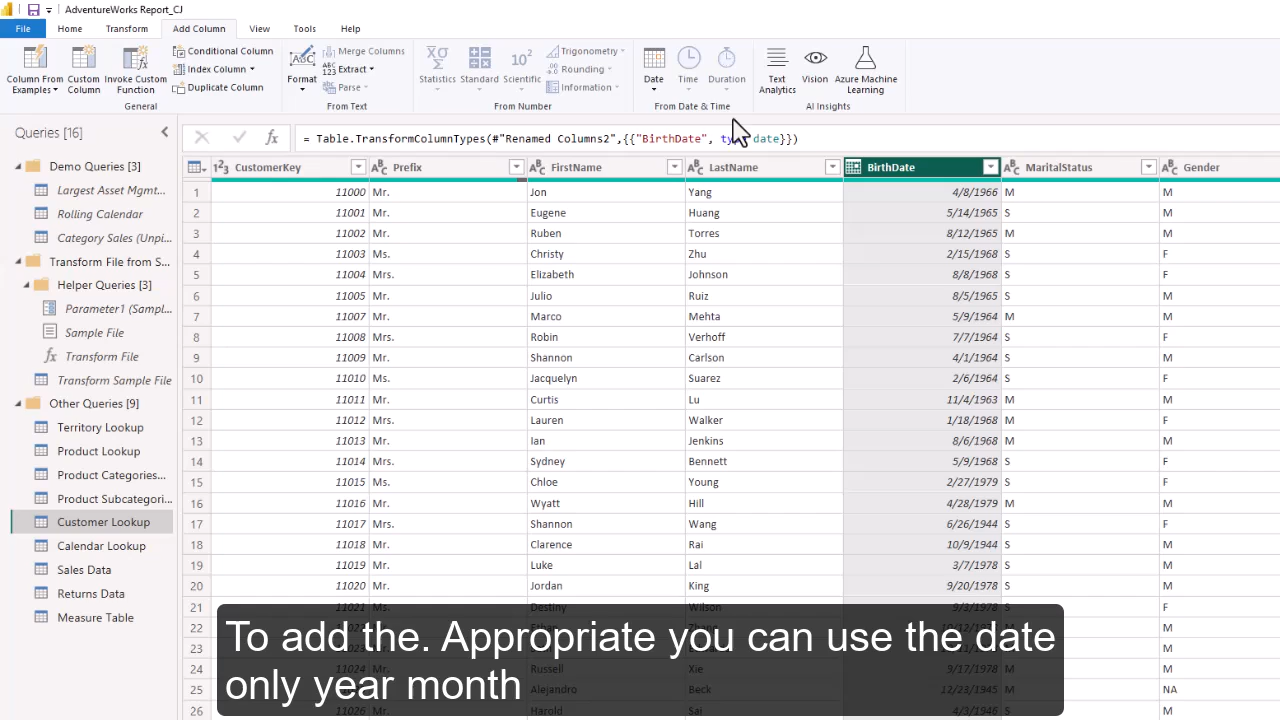 AdventureWorks Report_CJ
File Home Transform Add Column View Tools Help
Column From Examples
Custom Column
Invoke Custom Function
Conditional Column
Index Column
Duplicate Column
General
Format
Merge Columns
Extract
Parse
From Text
Statistics
Standard
Scientific
Trigonometry
Rounding
Information
From Number
Date
Time
Duration
From Date & Time
Text Analytics
Vision
Azure Machine Learning
AI Insights
Queries [16]
Demo Queries [3]
Largest Asset Mgmt...
Rolling Calendar
Category Sales (Unpi...
Transform File from S...
Helper Queries [3]
Parameter1 (Sampl...
Sample File
Transform File
Transform Sample File
Other Queries [9]
Territory Lookup
Product Lookup
Product Categories...
Product Subcategori...
Customer Lookup
Calendar Lookup
Sales Data
Returns Data
Measure Table
= Table.TransformColumnTypes(#"Renamed Columns2",{{"BirthDate", type date}})
CustomerKey Prefix FirstName LastName BirthDate MaritalStatus Gender
1 11000 Mr. Jon Yang 4/8/1966 M M
2 11001 Mr. Eugene Huang 5/14/1965 S M
3 11002 Mr. Ruben Torres 8/12/1965 M M
4 11003 Ms. Christy Zhu 2/15/1968 S F
5 11004 Mrs. Elizabeth Johnson 8/8/1968 S F
6 11005 Mr. Julio Ruiz 8/5/1965 S M
7 11007 Mr. Marco Mehta 5/9/1964 M M
8 11008 Mrs. Robin Verhoff 7/7/1964 S F
9 11009 Mr. Shannon Carlson 4/1/1964 S M
10 11010 Ms. Jacquelyn Suarez 2/6/1964 S F
11 11011 Mr. Curtis Lu 11/4/1963 M M
12 11012 Mrs. Lauren Walker 1/18/1968 M F
13 11013 Mr. Ian Jenkins 8/6/1968 M M
14 11014 Mrs. Sydney Bennett 5/9/1968 S F
15 11015 Ms. Chloe Young 2/27/1979 S F
16 11016 Mr. Wyatt Hill 4/28/1979 M M
17 11017 Mrs. Shannon Wang 6/26/1944 S F
18 11018 Mr. Clarence Rai 10/9/1944 S M
19 11019 Mr. Luke Lal 3/7/1978 S M
20 11020 Mr. Jordan King 9/20/1978 S M
21 11021 Ms. Destiny Wilson 9/3/1978 S F
22 M
23 M
24 Russell Xie 9/17/1978 M M
25 Alejandro Beck 12/23/1945 M NA
26 11026 Mr. Harold Sai 4/3/1946 S M
To add the. Appropriate you can use the date
only year month